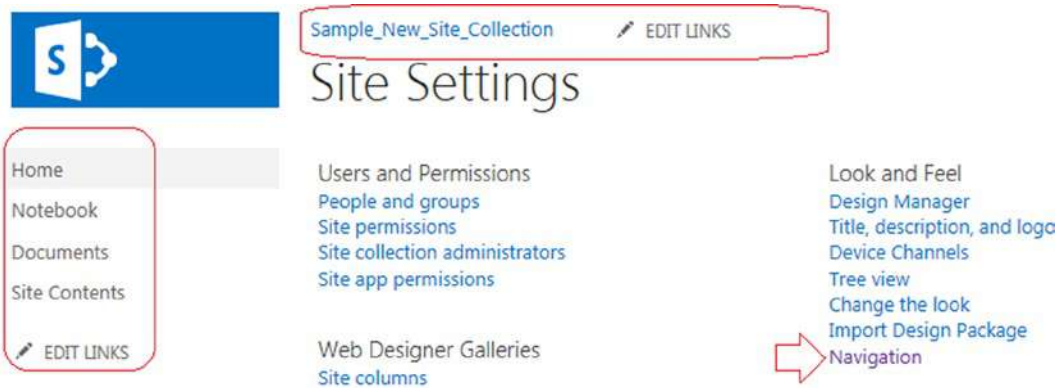 Sample_New_Site_Collection EDIT LINKS
S
Site Settings
Home
Notebook
Documents
Site Contents
EDIT LINKS
Users and Permissions
People and groups
Site permissions
Site collection administrators
Site app permissions
Web Designer Galleries
Site columns
Look and Feel
Design Manager
Title, description, and logo
Device Channels
Tree view
Change the look
Import Design Package
Navigation